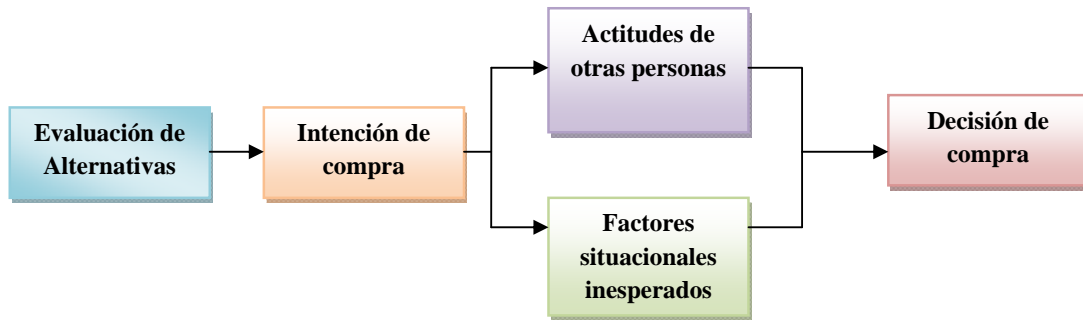 Evaluación de
Alternativas
Intención de
compra
Actitudes de
otras personas
Factores
situacionales
inesperados
Decisión de
compra